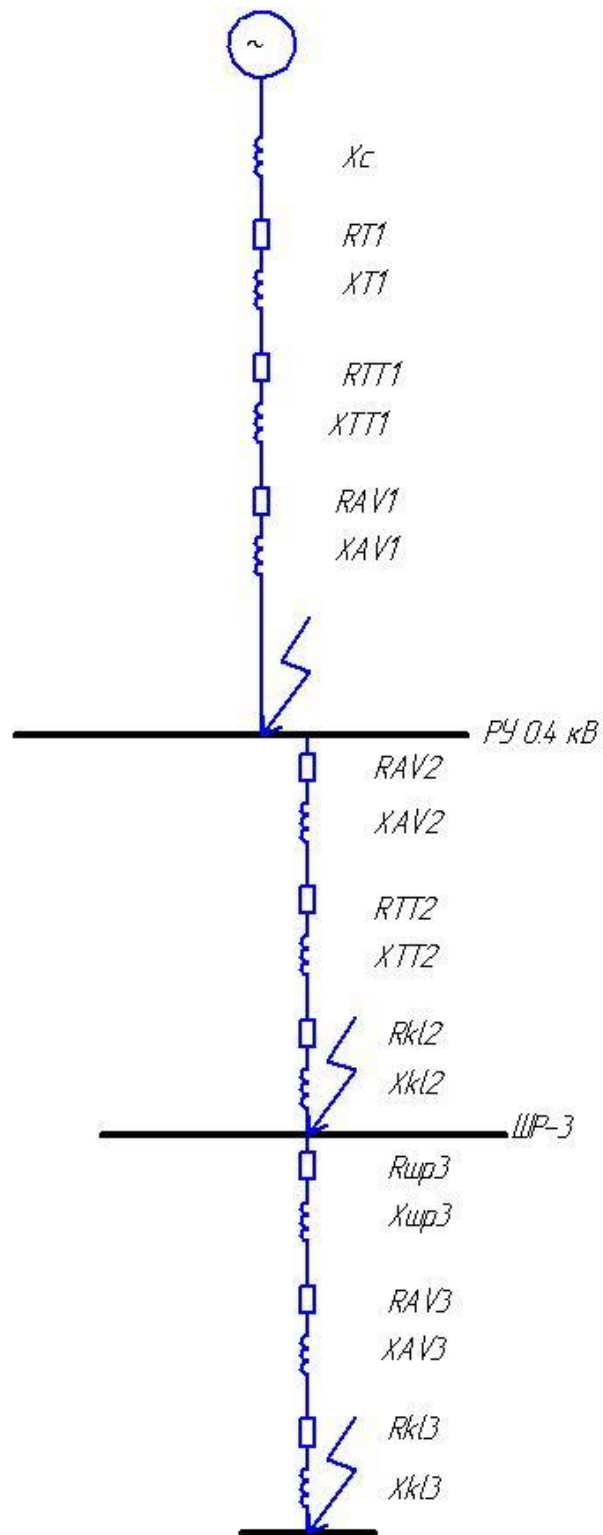 ~
Xc
RT1
XT1
RTT1
XTT1
RAV1
XAV1
РУ 0.4 кВ
RAV2
XAV2
RTT2
XTT2
Rkl2
Xkl2
ШР-3
Rшр3
Xшр3
RAV3
XAV3
Rkl3
Xkl3